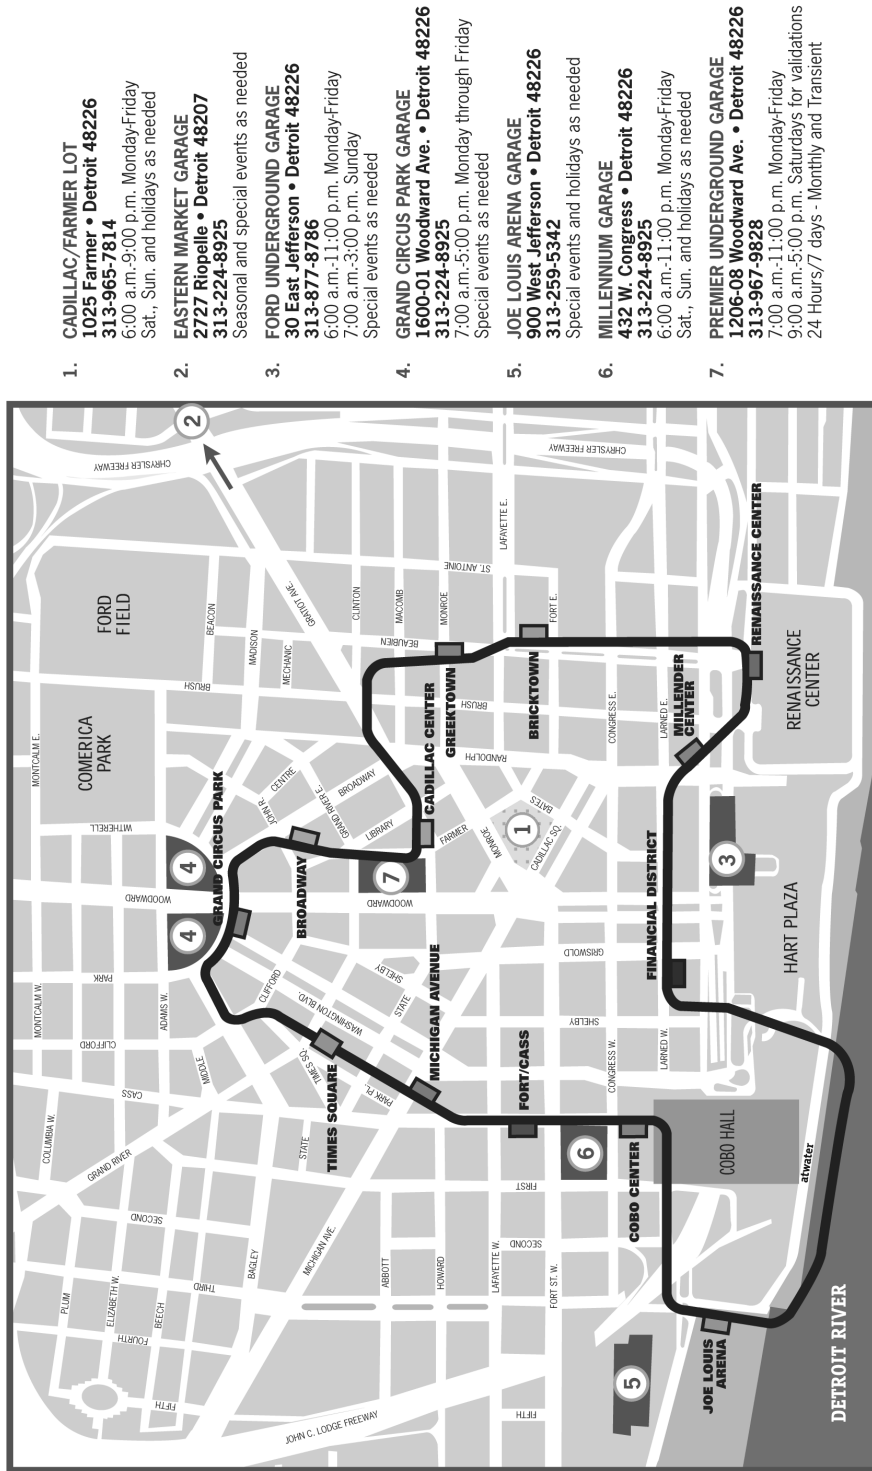 1.
CADILLAC/FARMER LOT
1025 Farmer • Detroit 48226
313-965-7814
6:00 a.m.-9:00 p.m. Monday-Friday
Sat., Sun. and holidays as needed
2.
EASTERN MARKET GARAGE
2727 Riopelle • Detroit 48207
313-224-8925
Seasonal and special events as needed
3.
FORD UNDERGROUND GARAGE
30 East Jefferson • Detroit 48226
313-877-8786
6:00 a.m.-11:00 p.m. Monday-Friday
7:00 a.m.-3:00 p.m. Sunday
Special events as needed
4.
GRAND CIRCUS PARK GARAGE
1600-01 Woodward Ave. • Detroit 48226
313-224-8925
7:00 a.m.-5:00 p.m. Monday through Friday
Special events as needed
5.
JOE LOUIS ARENA GARAGE
900 West Jefferson • Detroit 48226
313-259-5342
Special events and holidays as needed
6.
MILLENNIUM GARAGE
432 W. Congress • Detroit 48226
313-224-8925
6:00 a.m.-11:00 p.m. Monday-Friday
Sat., Sun. and holidays as needed
7.
PREMIER UNDERGROUND GARAGE
1206-08 Woodward Ave. • Detroit 48226
313-967-9828
7:00 a.m.-11:00 p.m. Monday-Friday
9:00 a.m.-5:00 p.m. Saturdays for validations
24 Hours/7 days - Monthly and Transient
COLUMBIA W.
MONTCALM W.
MONTCALM E.
PLUM
GRAND RIVER
CASS
CLIFFORD
PARK
WITHERELL
COMERICA
PARK
FORD
FIELD
CHRYSLER FREEWAY
2
ELIZABETH W.
SECOND
ADAMS W.
WOODWARD
4
4
GRAND CIRCUS PARK
BRUSH
BEACON
BEECH
FOURTH
THIRD
MIDDLE
FIFTH
BAGLEY
CLIFFORD
JOHN R.
CENTRE
MADISON
MECHANIC
GRATIOT AVE.
MICHIGAN AVE.
STATE
TIMES SQ.
TIMES SQUARE
WASHINGTON BLVD.
BROADWAY
GRAND RIVER E.
BROADWAY
PARK PL.
SHELBY
STATE
WOODWARD
7
LIBRARY
CLINTON
ABBOTT
BEAUBIEN
MACOMB
JOHN C. LODGE FREEWAY
HOWARD
MICHIGAN AVENUE
CADILLAC CENTER
FARMER
GREEKTOWN
MONROE
ST. ANTOINE
BRUSH
RANDOLPH
MONROE
LAFAYETTE W.
LAFAYETTE E.
FIRST
SECOND
FORT/CASS
1
BATES
CADILLAC SQ.
BRICKTOWN
FIFTH
FORT ST. W.
FORT E.
6
GRISWOLD
SHELBY
CHRYSLER FREEWAY
CONGRESS W.
CONGRESS E.
5
COBO CENTER
FINANCIAL DISTRICT
LARNED W.
LARNED E.
MILLENDER
CENTER
JOE LOUIS
ARENA
COBO HALL
3
RENAISSANCE CENTER
HART PLAZA
RENAISSANCE
CENTER
atwater
DETROIT RIVER